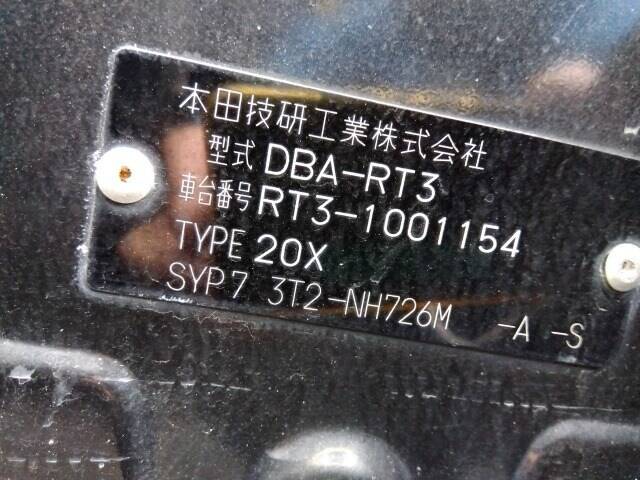 本田技研工業株式会社
型式 DBA-RT3
車台番号 RT3-1001154
TYPE 20X
SYP7 3T2-NH726M -A -S